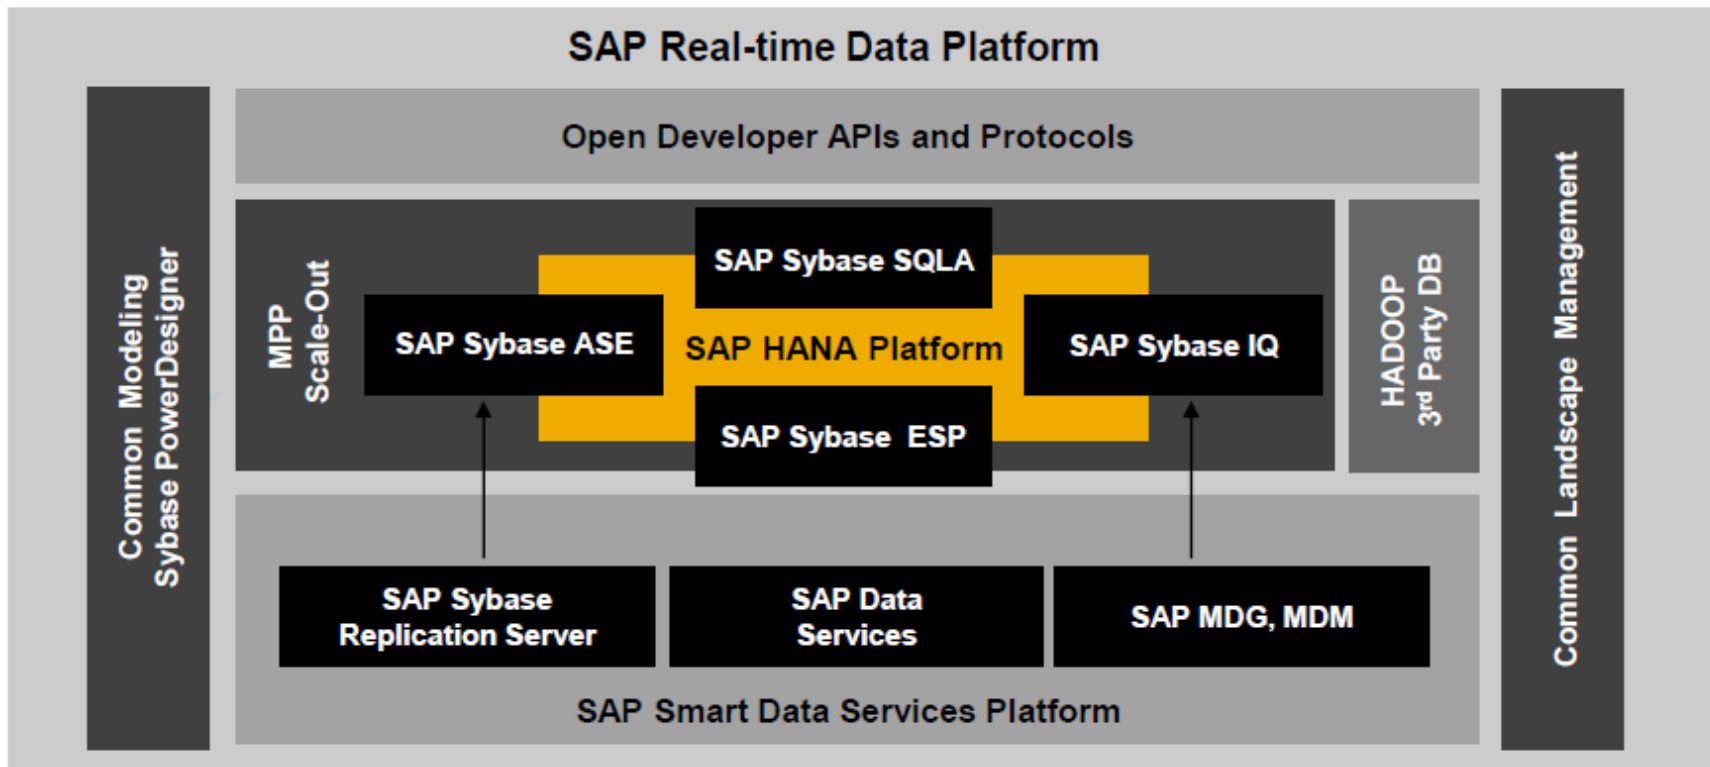 SAP Real-time Data Platform
Open Developer APIs and Protocols
Common Modeling
Sybase PowerDesigner
MPP
Scale-Out
SAP Sybase SQLA
SAP Sybase ASE
SAP HANA Platform
SAP Sybase IQ
SAP Sybase ESP
HADOOP
3rd Party DB
Common Landscape Management
SAP Sybase
Replication Server
SAP Data
Services
SAP MDG, MDM
SAP Smart Data Services Platform